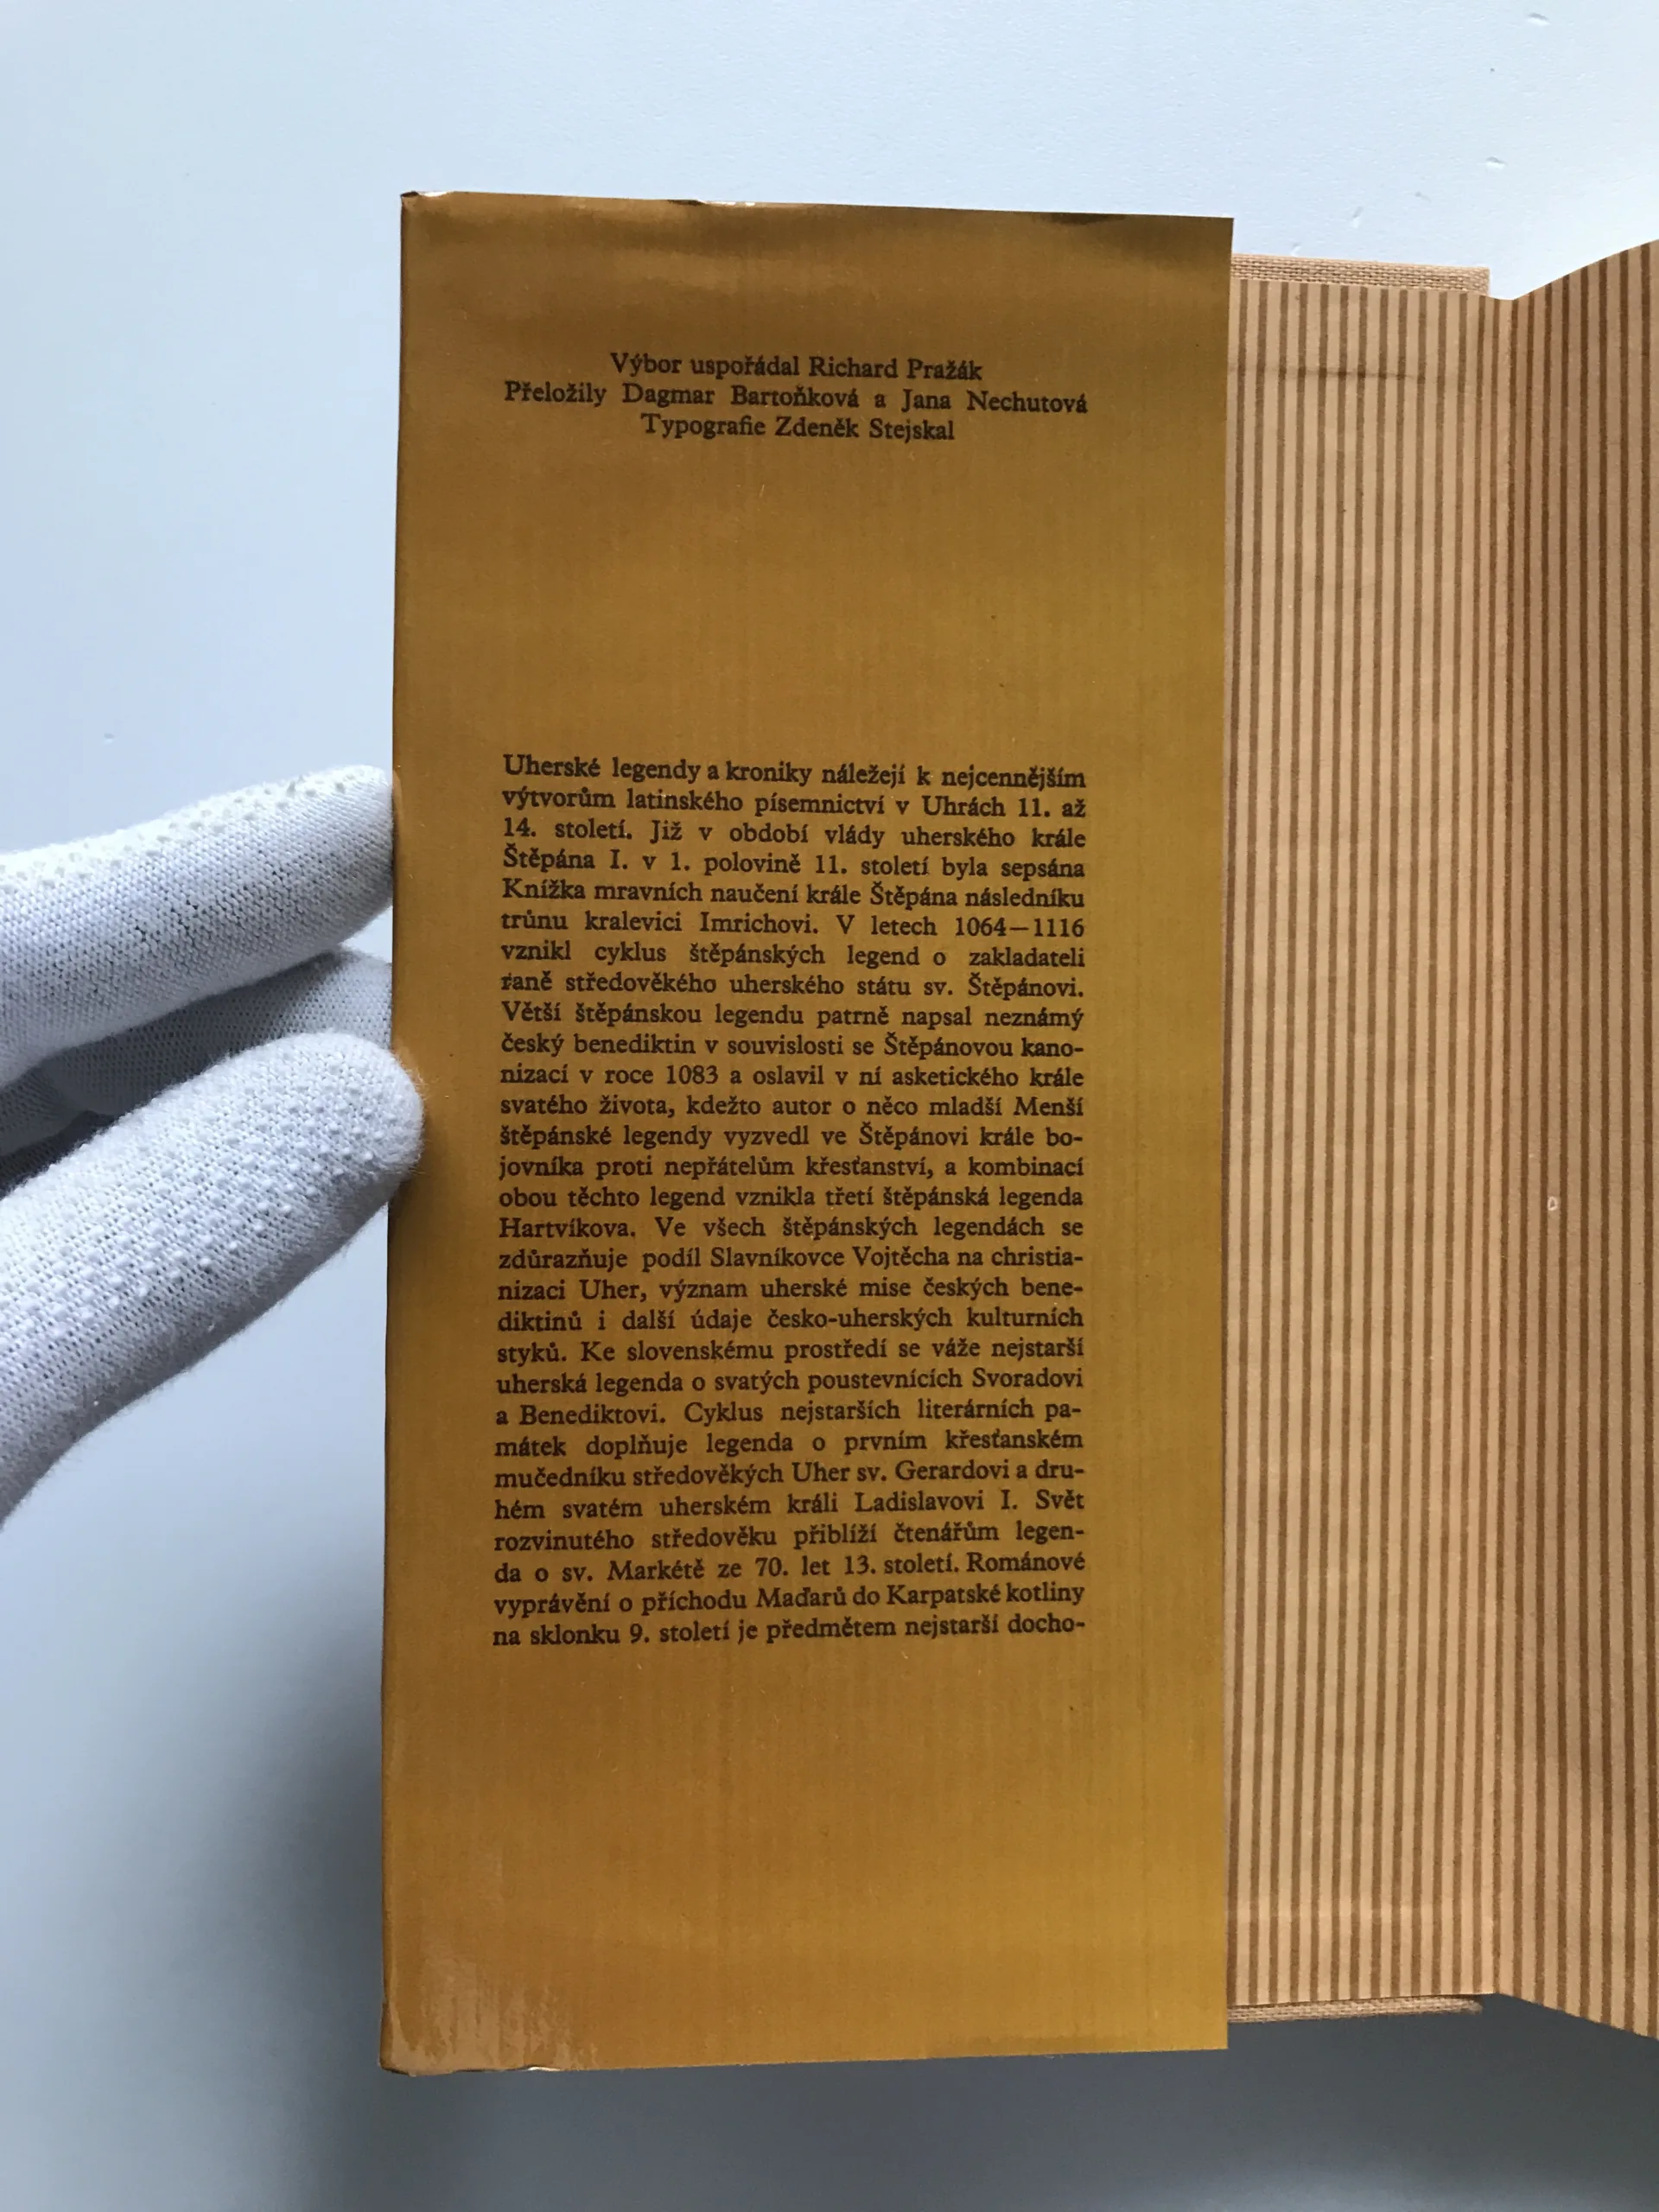 Výbor uspořádal Richard Pražák
Přeložily Dagmar Bartoňková a Jana Nechutová
Typografie Zdeněk Stejskal
Uherské legendy a kroniky náležejí k nejcennějším
výtvorům latinského písemnictví v Uhrách 11. až
14. století. Již v období vlády uherského krále
Štěpána I. v 1. polovině 11. století byla sepsána
Knížka mravních naučení krále Štěpána následníku
trůnu kralevici Imrichovi. V letech 1064—1116
vznikl cyklus štěpánských legend o zakladateli
raně středověkého uherského státu sv. Štěpánovi.
Větší štěpánskou legendu patrně napsal neznámý
český benediktin v souvislosti se Štěpánovou kano-
nizací v roce 1083 a oslavil v ní asketického krále
svatého života, kdežto autor o něco mladší Menší
štěpánské legendy vyzvedl ve Štěpánovi krále bo-
jovníka proti nepřátelům křesťanství, a kombinací
obou těchto legend vznikla třetí štěpánská legenda
Hartvíkova. Ve všech štěpánských legendách se
zdůrazňuje podíl Slavníkovce Vojtěcha na christia-
nizaci Uher, význam uherské mise českých bene-
diktinů i další údaje česko-uherských kulturních
styků. Ke slovenskému prostředí se váže nejstarší
uherská legenda o svatých poustevnících Svoradovi
a Benediktovi. Cyklus nejstarších literárních pa-
mátek doplňuje legenda o prvním křesťanském
mučedníku středověkých Uher sv. Gerardovi a dru-
hém svatém uherském králi Ladislavovi I. Svět
rozvinutého středověku přiblíží čtenářům legen-
da o sv. Markétě ze 70. let 13. století. Románové
vyprávění o příchodu Maďarů do Karpatské kotliny
na sklonku 9. století je předmětem nejstarší docho-